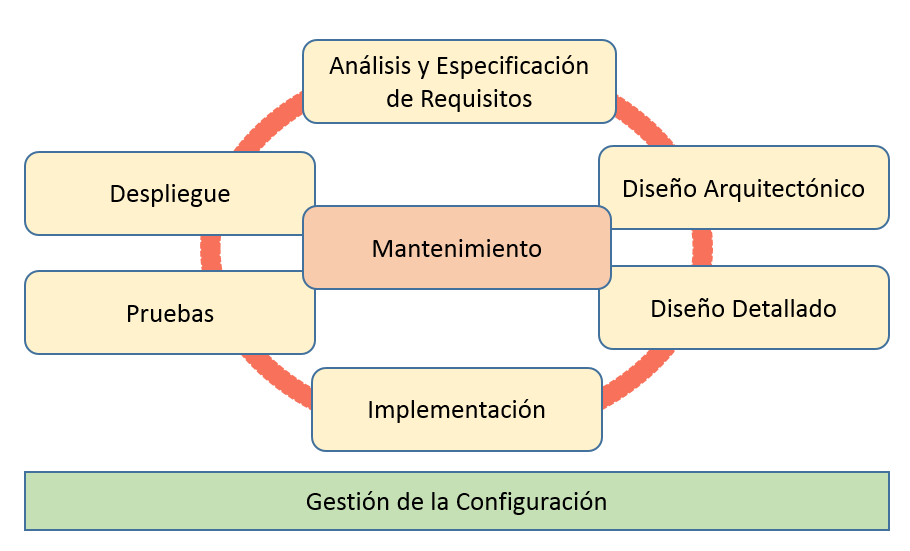 Análisis y Especificación
de Requisitos
Despliegue
Diseño Arquitectónico
Mantenimiento
Pruebas
Diseño Detallado
Implementación
Gestión de la Configuración